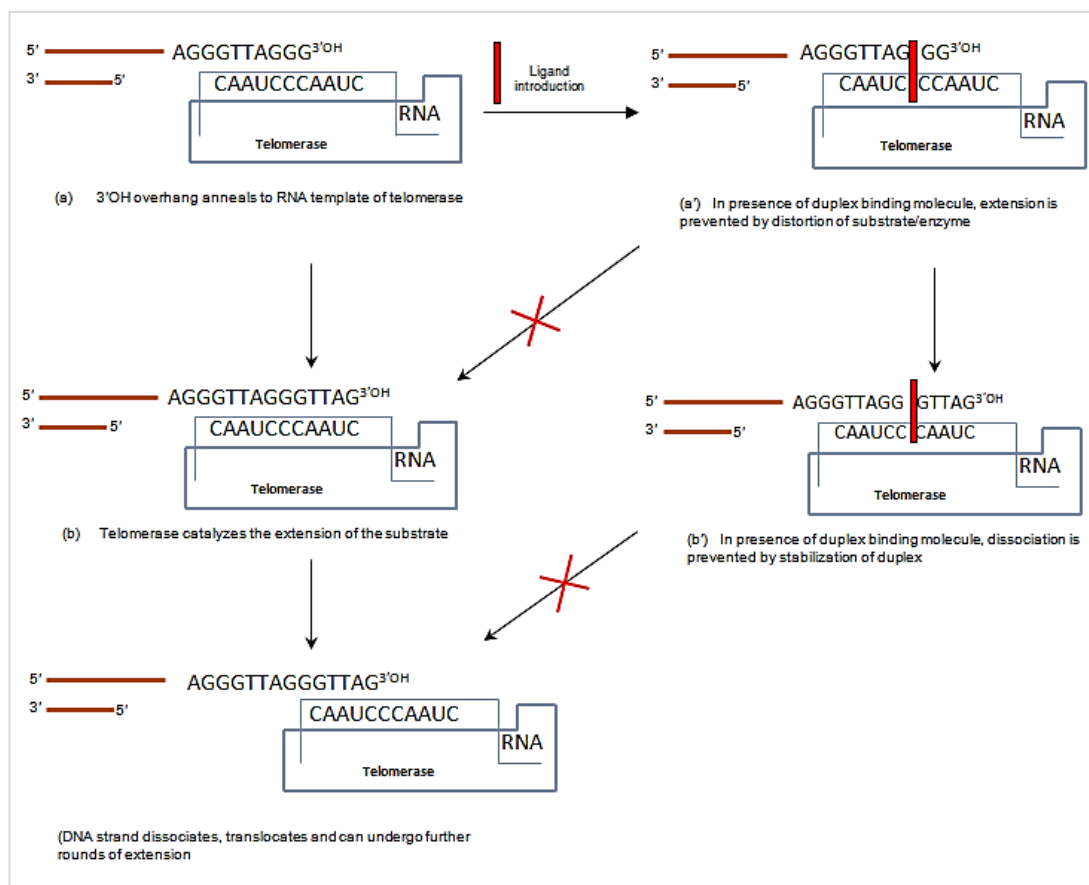 5' AGGGTTAGGG3'OH
3' 5'
CAAUCCCAAUC
RNA
Telomerase
(a) 3'OH overhang anneals to RNA template of telomerase
Ligand
introduction
5' AGGGTTAG GG3'OH
3' 5'
CAAUC CCAAUC
RNA
Telomerase
(a') In presence of duplex binding molecule, extension is
prevented by distortion of substrate/enzyme
5' AGGGTTAGGGTTAG3'OH
3' 5'
CAAUCCCAAUC
RNA
Telomerase
(b) Telomerase catalyzes the extension of the substrate
5' AGGGTTAGG GTTAG3'OH
3' 5'
CAAUCC CAAUC
RNA
Telomerase
(b') In presence of duplex binding molecule, dissociation is
prevented by stabilization of duplex
5' AGGGTTAGGGTTAG3'OH
3' 5'
CAAUCCCAAUC
RNA
Telomerase
(DNA strand dissociates, translocates and can undergo further
rounds of extension